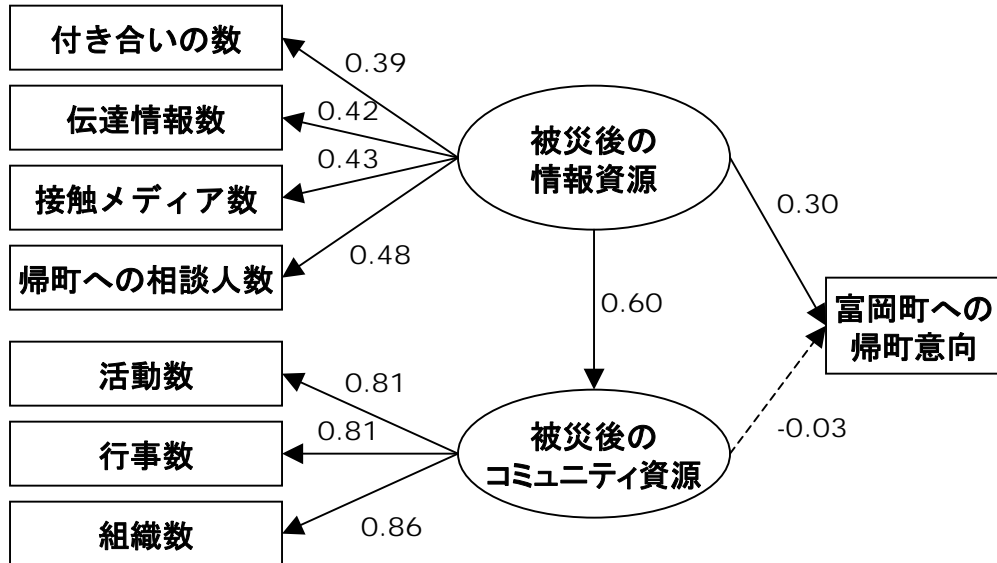 付き合いの数
伝達情報数
接触メディア数
帰町への相談人数
活動数
行事数
組織数
0.39
0.42
0.43
0.48
0.81
0.81
0.86
被災後の
情報資源
0.60
被災後の
コミュニティ資源
0.30
-0.03
富岡町への
帰町意向